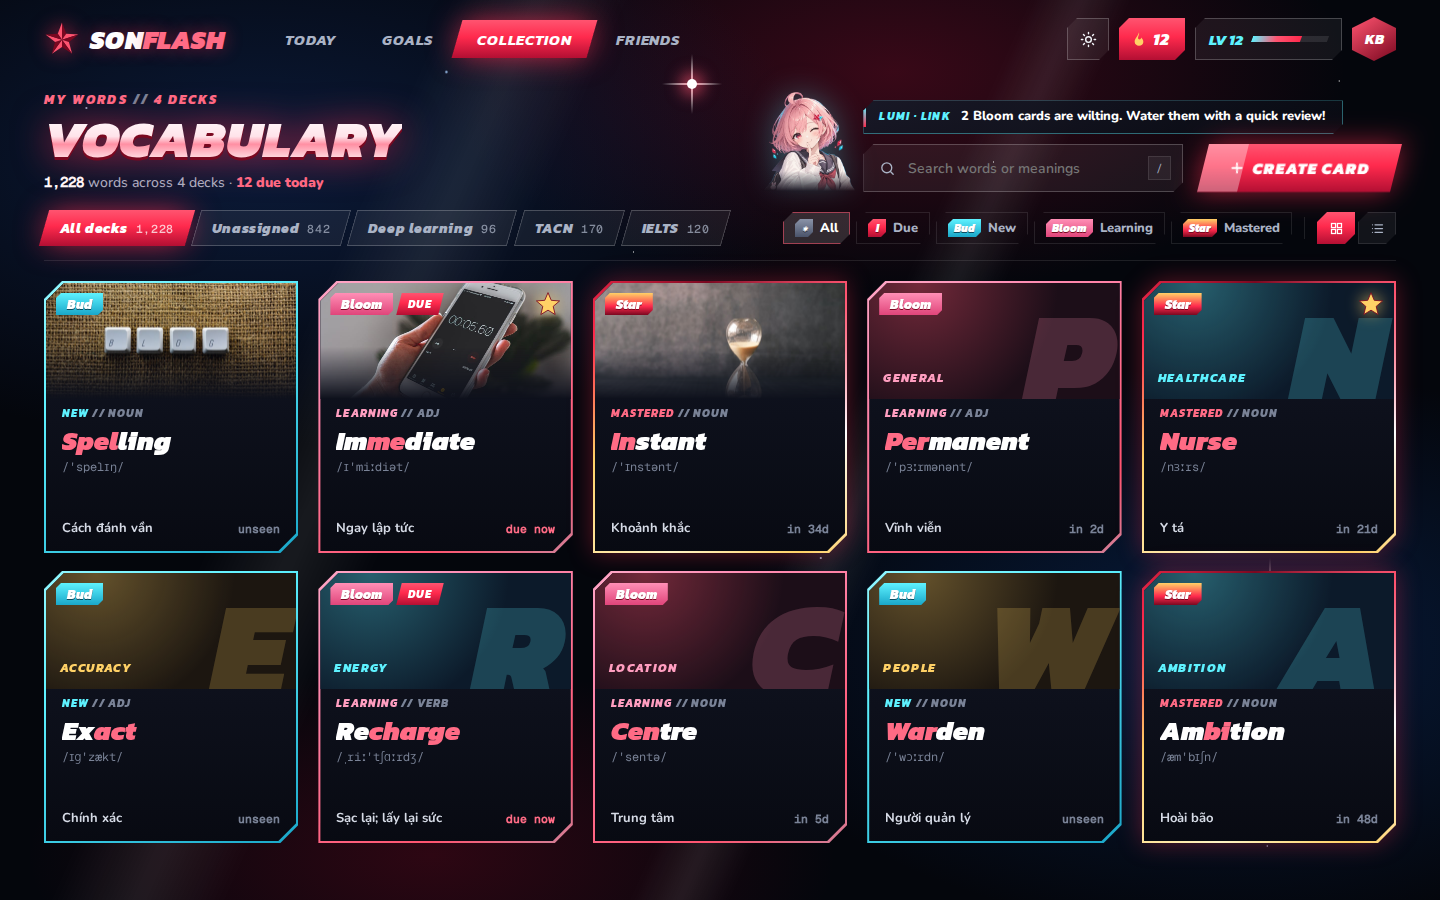 SONFLASH
TODAY
GOALS
COLLECTION
FRIENDS
12
LV 12
KB
MY WORDS // 4 DECKS
VOCABULARY
1,228 words across 4 decks · 12 due today
LUMI · LINK 2 Bloom cards are wilting. Water them with a quick review!
Search words or meanings /
+ CREATE CARD
All decks 1,228
Unassigned 842
Deep learning 96
TACN 170
IELTS 120
All
! Due
Bud New
Bloom Learning
Star Mastered
Bud
B L O G
NEW // NOUN
Spelling
/ˈspelɪŋ/
Cách đánh vần
unseen
Bloom DUE
00:05.60
LEARNING // ADJ
Immediate
/ɪˈmiːdiət/
Ngay lập tức
due now
Star
MASTERED // NOUN
Instant
/ˈɪnstənt/
Khoảnh khắc
in 34d
Bloom
P
GENERAL
LEARNING // ADJ
Permanent
/ˈpɜːrmənənt/
Vĩnh viễn
in 2d
Star
N
HEALTHCARE
MASTERED // NOUN
Nurse
/nɜːrs/
Y tá
in 21d
Bud
E
ACCURACY
NEW // ADJ
Exact
/ɪɡˈzækt/
Chính xác
unseen
Bloom DUE
R
ENERGY
LEARNING // VERB
Recharge
/ˌriːˈtʃɑːrdʒ/
Sạc lại; lấy lại sức
due now
Bloom
C
LOCATION
LEARNING // NOUN
Centre
/ˈsentə/
Trung tâm
in 5d
Bud
W
PEOPLE
NEW // NOUN
Warden
/ˈwɔːrdn/
Người quản lý
unseen
Star
A
AMBITION
MASTERED // NOUN
Ambition
/æmˈbɪʃn/
Hoài bão
in 48d